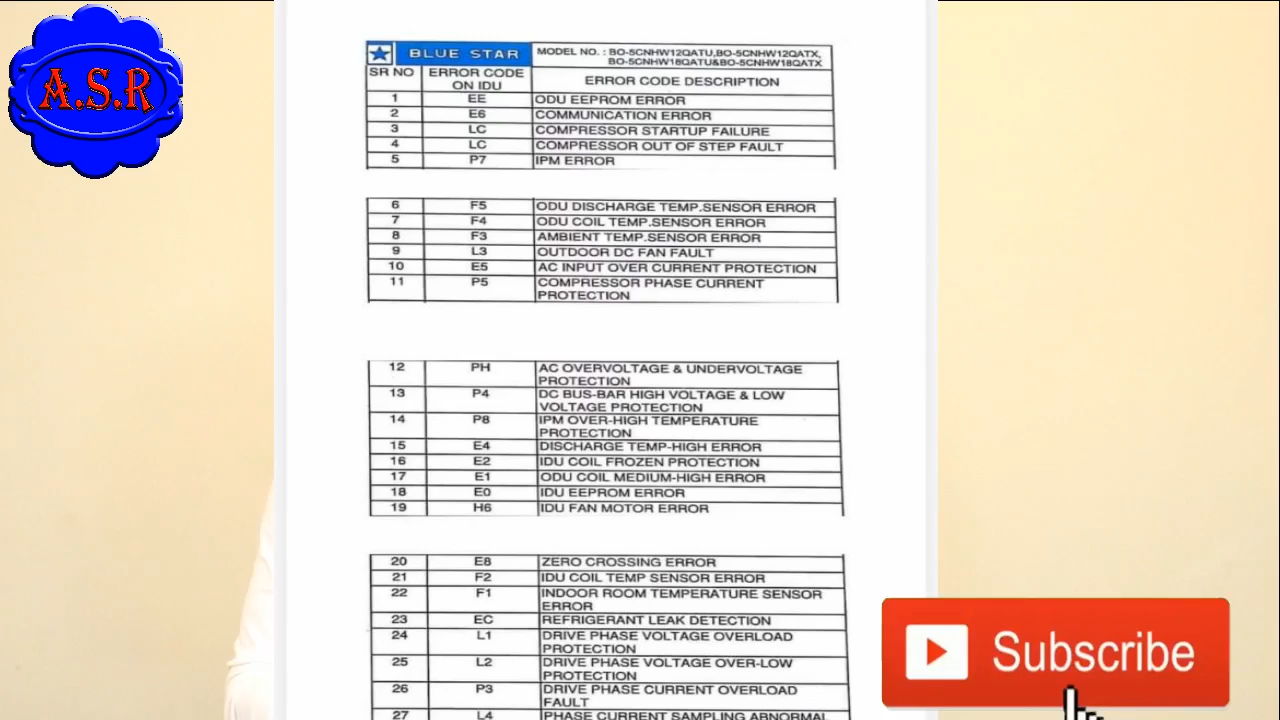 A.S.R
BLUE STAR
MODEL NO. : BO-5CNHW12QATU,BO-5CNHW12QATX,
BO-5CNHW18QATU&BO-5CNHW18QATX
SR NO ERROR CODE ON IDU ERROR CODE DESCRIPTION
1 EE ODU EEPROM ERROR
2 E6 COMMUNICATION ERROR
3 LC COMPRESSOR STARTUP FAILURE
4 LC COMPRESSOR OUT OF STEP FAULT
5 P7 IPM ERROR
6 F5 ODU DISCHARGE TEMP.SENSOR ERROR
7 F4 ODU COIL TEMP.SENSOR ERROR
8 F3 AMBIENT TEMP.SENSOR ERROR
9 L3 OUTDOOR DC FAN FAULT
10 E5 AC INPUT OVER CURRENT PROTECTION
11 P5 COMPRESSOR PHASE CURRENT
PROTECTION
12 PH AC OVERVOLTAGE & UNDERVOLTAGE
PROTECTION
13 P4 DC BUS-BAR HIGH VOLTAGE & LOW
VOLTAGE PROTECTION
14 P8 IPM OVER-HIGH TEMPERATURE
PROTECTION
15 E4 DISCHARGE TEMP-HIGH ERROR
16 E2 IDU COIL FROZEN PROTECTION
17 E1 ODU COIL MEDIUM-HIGH ERROR
18 E0 IDU EEPROM ERROR
19 H6 IDU FAN MOTOR ERROR
20 E8 ZERO CROSSING ERROR
21 F2 IDU COIL TEMP SENSOR ERROR
22 F1 INDOOR ROOM TEMPERATURE SENSOR
ERROR
23 EC REFRIGERANT LEAK DETECTION
24 L1 DRIVE PHASE VOLTAGE OVERLOAD
PROTECTION
25 L2 DRIVE PHASE VOLTAGE OVER-LOW
PROTECTION
26 P3 DRIVE PHASE CURRENT OVERLOAD
FAULT
27 L4 PHASE CURRENT SAMPLING ABNORMAL
Subscribe